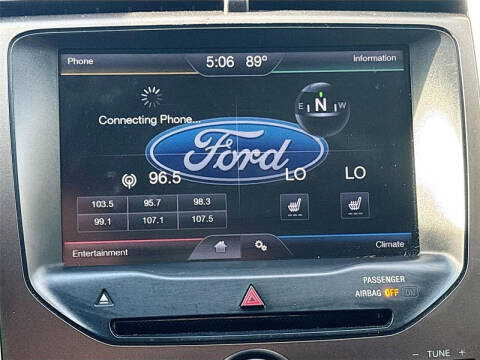 Phone 5:06 89° Information
Connecting Phone...
E N W
Ford
96.5 LO LO
103.5 95.7 98.3
99.1 107.1 107.5
Entertainment Climate
PASSENGER
AIRBAG OFF ON
- TUNE +